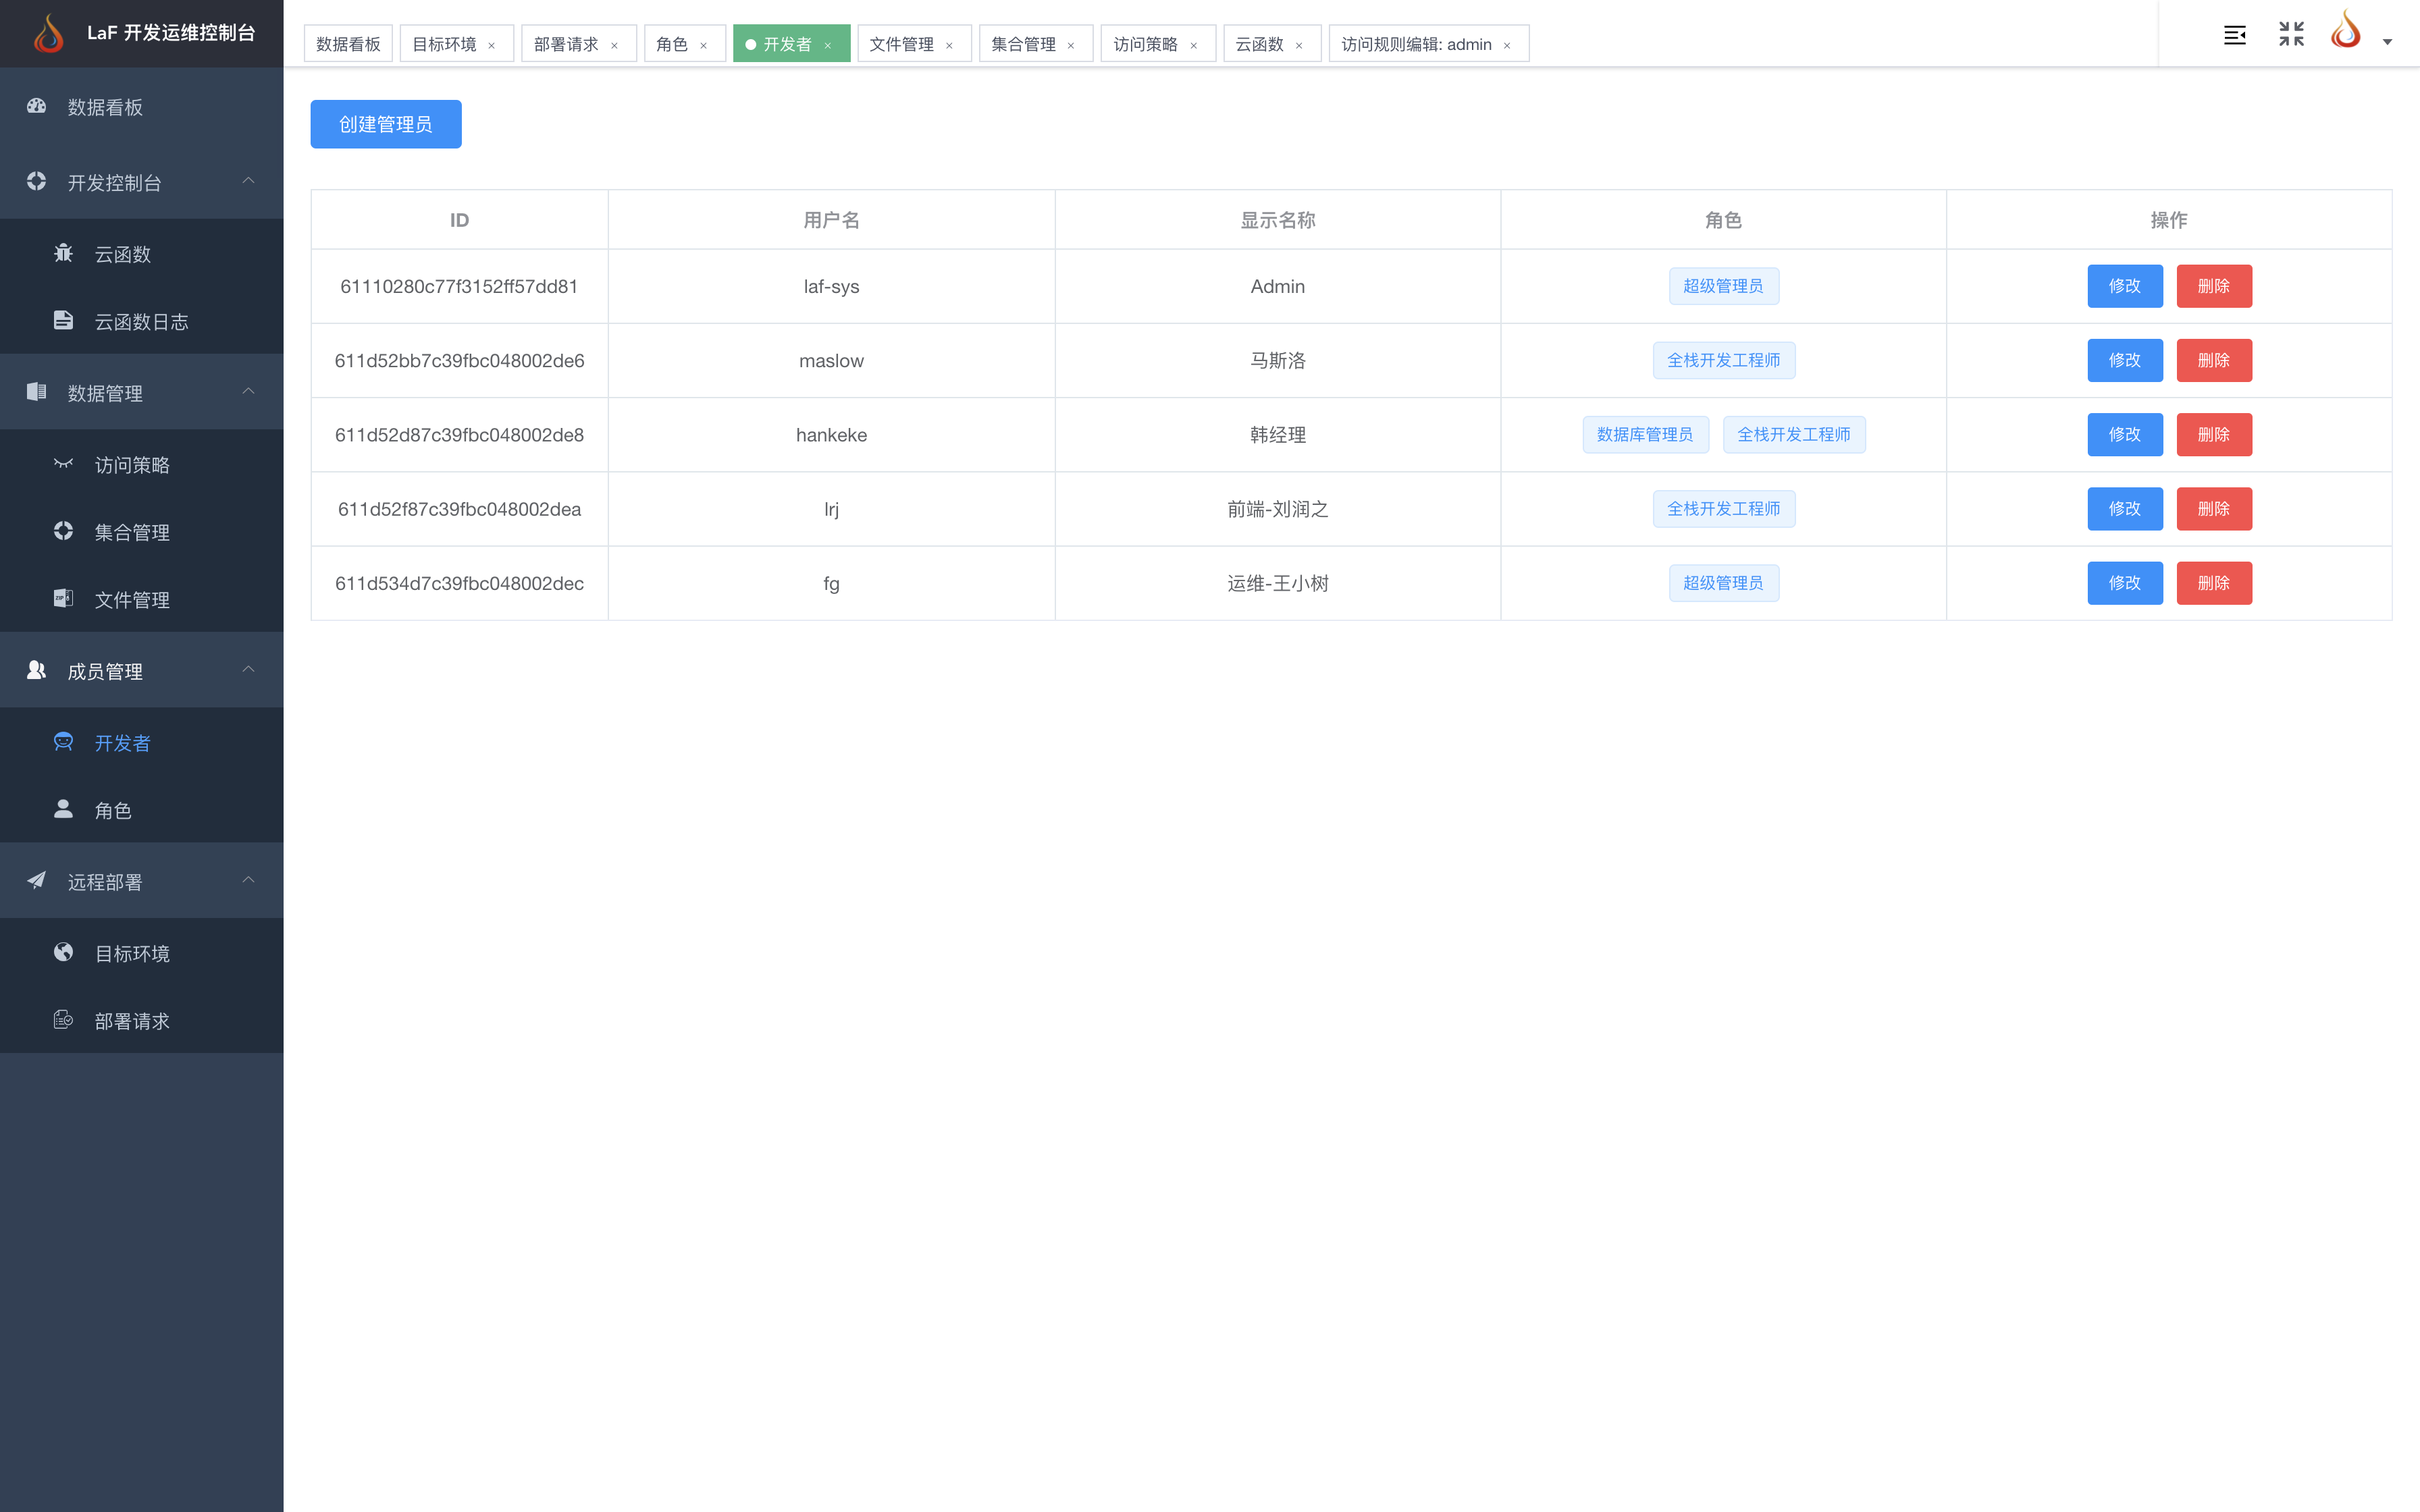 LaF 开发运维控制台
数据看板
开发控制台
云函数
云函数日志
数据管理
访问策略
集合管理
文件管理
成员管理
开发者
角色
远程部署
目标环境
部署请求
数据看板 目标环境 × 部署请求 × 角色 × 开发者 × 文件管理 × 集合管理 × 访问策略 × 云函数 × 访问规则编辑: admin ×
创建管理员
ID 用户名 显示名称 角色 操作
61110280c77f3152ff57dd81 laf-sys Admin 超级管理员 修改 删除
611d52bb7c39fbc048002de6 maslow 马斯洛 全栈开发工程师 修改 删除
611d52d87c39fbc048002de8 hankeke 韩经理 数据库管理员 全栈开发工程师 修改 删除
611d52f87c39fbc048002dea lrj 前端-刘润之 全栈开发工程师 修改 删除
611d534d7c39fbc048002dec fg 运维-王小树 超级管理员 修改 删除